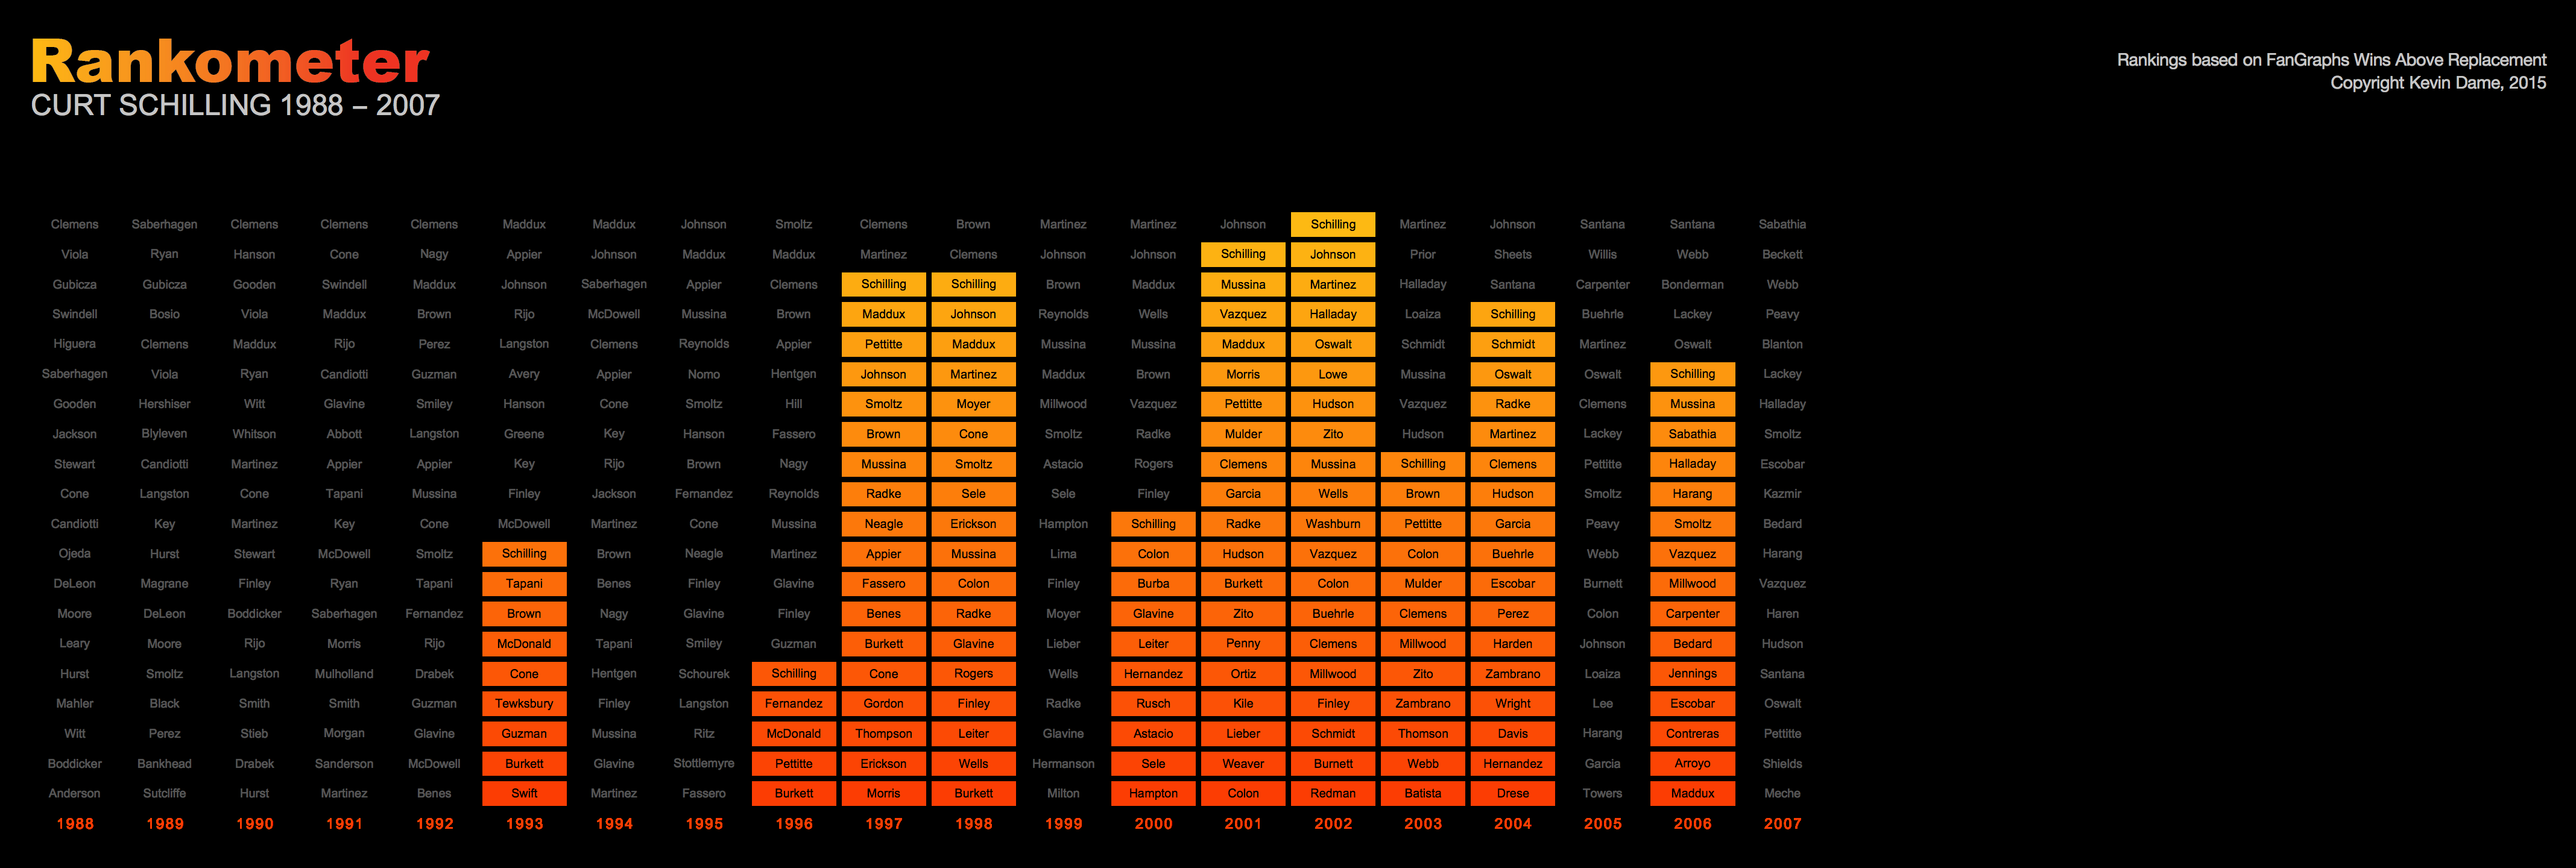 Rankometer
CURT SCHILLING 1988 – 2007
Rankings based on FanGraphs Wins Above Replacement
Copyright Kevin Dame, 2015
Clemens Saberhagen Clemens Clemens Clemens Maddux Maddux Johnson Smoltz Clemens Brown Martinez Martinez Johnson Schilling Martinez Johnson Santana Santana Sabathia
Viola Ryan Hanson Cone Nagy Appier Johnson Maddux Maddux Martinez Clemens Johnson Johnson Schilling Johnson Prior Sheets Willis Webb Beckett
Gubicza Gubicza Gooden Swindell Maddux Johnson Saberhagen Appier Clemens Schilling Schilling Brown Maddux Mussina Martinez Halladay Santana Carpenter Bonderman Webb
Swindell Bosio Viola Maddux Brown Rijo McDowell Mussina Brown Maddux Johnson Reynolds Wells Vazquez Halladay Loaiza Schilling Buehrle Lackey Peavy
Higuera Clemens Maddux Rijo Perez Langston Clemens Reynolds Appier Pettitte Maddux Mussina Mussina Maddux Oswalt Schmidt Schmidt Martinez Oswalt Blanton
Saberhagen Viola Ryan Candiotti Guzman Avery Appier Nomo Hentgen Johnson Martinez Maddux Brown Morris Lowe Mussina Oswalt Oswalt Schilling Lackey
Gooden Hershiser Witt Glavine Smiley Hanson Cone Smoltz Hill Smoltz Moyer Millwood Vazquez Pettitte Hudson Vazquez Radke Clemens Mussina Halladay
Jackson Blyleven Whitson Abbott Langston Greene Key Hanson Fassero Brown Cone Smoltz Radke Mulder Zito Hudson Martinez Lackey Sabathia Smoltz
Stewart Candiotti Martinez Appier Appier Key Rijo Brown Nagy Mussina Smoltz Astacio Rogers Clemens Mussina Schilling Clemens Pettitte Halladay Escobar
Cone Langston Cone Tapani Mussina Finley Jackson Fernandez Reynolds Radke Sele Sele Finley Garcia Wells Brown Hudson Smoltz Harang Kazmir
Candiotti Key Martinez Key Cone McDowell Martinez Cone Mussina Neagle Erickson Hampton Schilling Radke Washburn Pettitte Garcia Peavy Smoltz Bedard
Ojeda Hurst Stewart McDowell Smoltz Schilling Brown Neagle Martinez Appier Mussina Lima Colon Hudson Vazquez Colon Buehrle Webb Vazquez Harang
DeLeon Magrane Finley Ryan Tapani Tapani Benes Finley Glavine Fassero Colon Finley Burba Burkett Colon Mulder Escobar Burnett Millwood Vazquez
Moore DeLeon Boddicker Saberhagen Fernandez Brown Nagy Glavine Finley Benes Radke Moyer Glavine Zito Buehrle Clemens Perez Colon Carpenter Haren
Leary Moore Rijo Morris Rijo McDonald Tapani Smiley Guzman Burkett Glavine Lieber Leiter Penny Clemens Millwood Harden Johnson Bedard Hudson
Hurst Smoltz Langston Mulholland Drabek Cone Hentgen Schourek Schilling Cone Rogers Wells Hernandez Ortiz Millwood Zito Zambrano Loaiza Jennings Santana
Mahler Black Smith Smith Guzman Tewksbury Finley Langston Fernandez Gordon Finley Radke Rusch Kile Finley Zambrano Wright Lee Escobar Oswalt
Witt Perez Stieb Morgan Glavine Guzman Mussina Ritz McDonald Thompson Leiter Glavine Astacio Lieber Schmidt Thomson Davis Harang Contreras Pettitte
Boddicker Bankhead Drabek Sanderson McDowell Burkett Glavine Stottlemyre Pettitte Erickson Wells Hermanson Sele Weaver Burnett Webb Hernandez Garcia Arroyo Shields
Anderson Sutcliffe Hurst Martinez Benes Swift Martinez Fassero Burkett Morris Burkett Milton Hampton Colon Redman Batista Drese Towers Maddux Meche
1988 1989 1990 1991 1992 1993 1994 1995 1996 1997 1998 1999 2000 2001 2002 2003 2004 2005 2006 2007